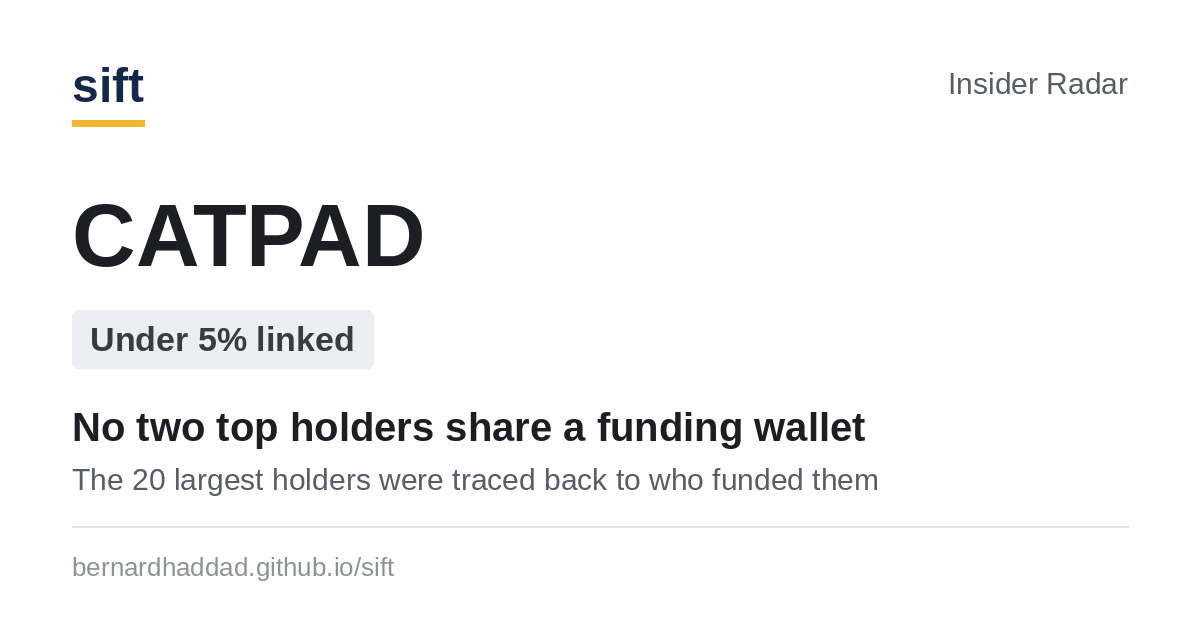 sift
Insider Radar
CATPAD
Under 5% linked
No two top holders share a funding wallet
The 20 largest holders were traced back to who funded them
bernardhaddad.github.io/sift